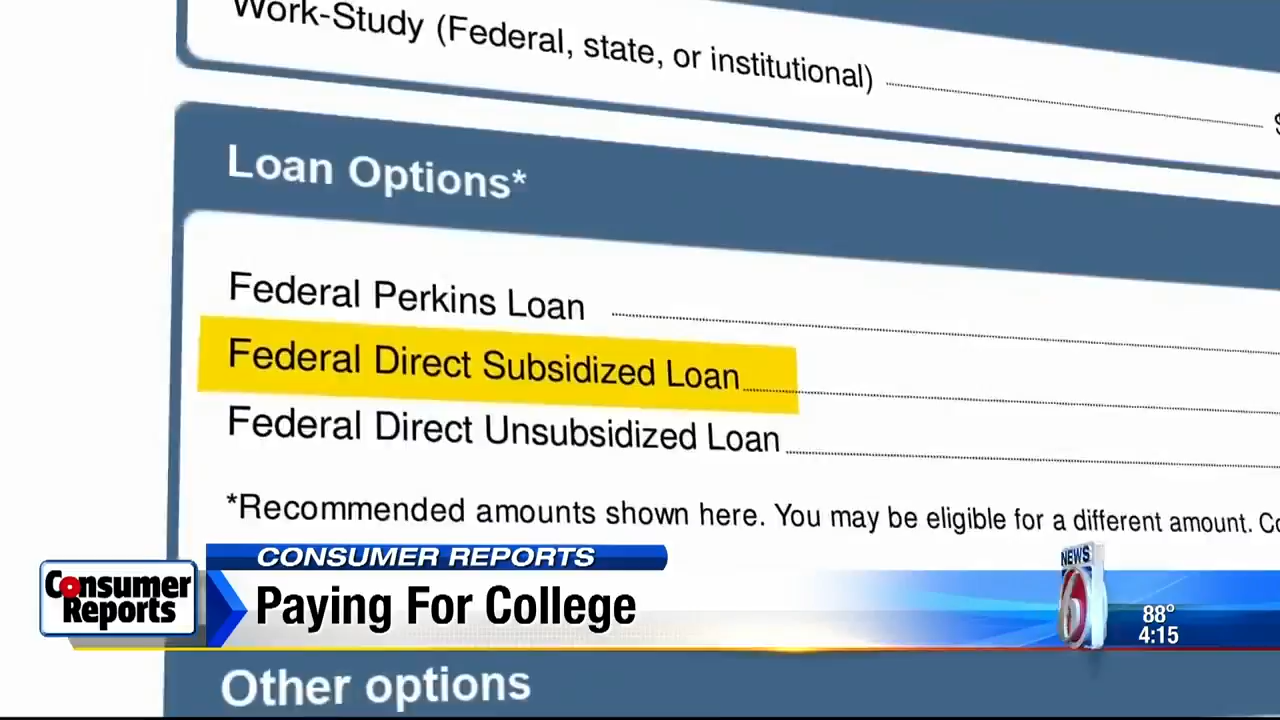 Work-Study (Federal, state, or institutional)
Loan Options*
Federal Perkins Loan
Federal Direct Subsidized Loan
Federal Direct Unsubsidized Loan
*Recommended amounts shown here. You may be eligible for a different amount.
CONSUMER REPORTS
Consumer
Reports
Paying For College
NEWS
6
88°
4:15
Other options